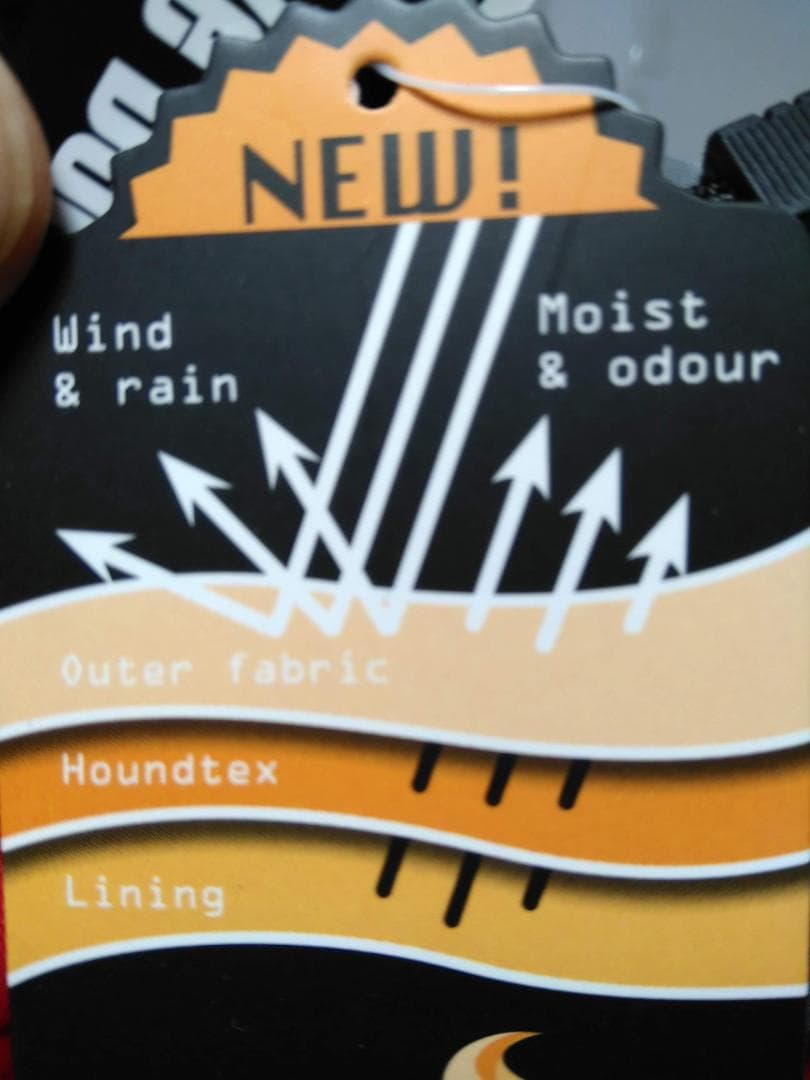 NEW!
Wind
& rain
Moist
& odour
Outer fabric
Houndtex
Lining